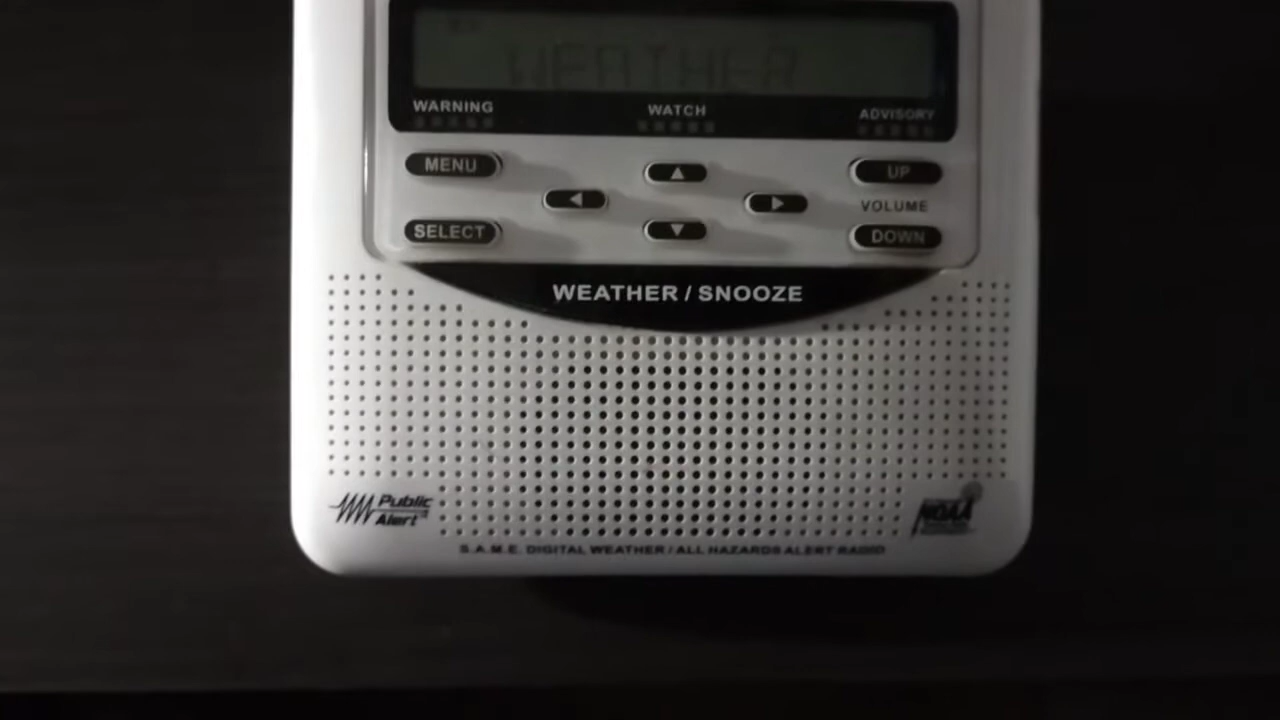 WEATHER
WARNING WATCH ADVISORY
MENU ▲ UP
◀ ▶ VOLUME
SELECT ▼ DOWN
WEATHER / SNOOZE
Public
Alert
NOAA
S.A.M.E. DIGITAL WEATHER / ALL HAZARDS ALERT RADIO